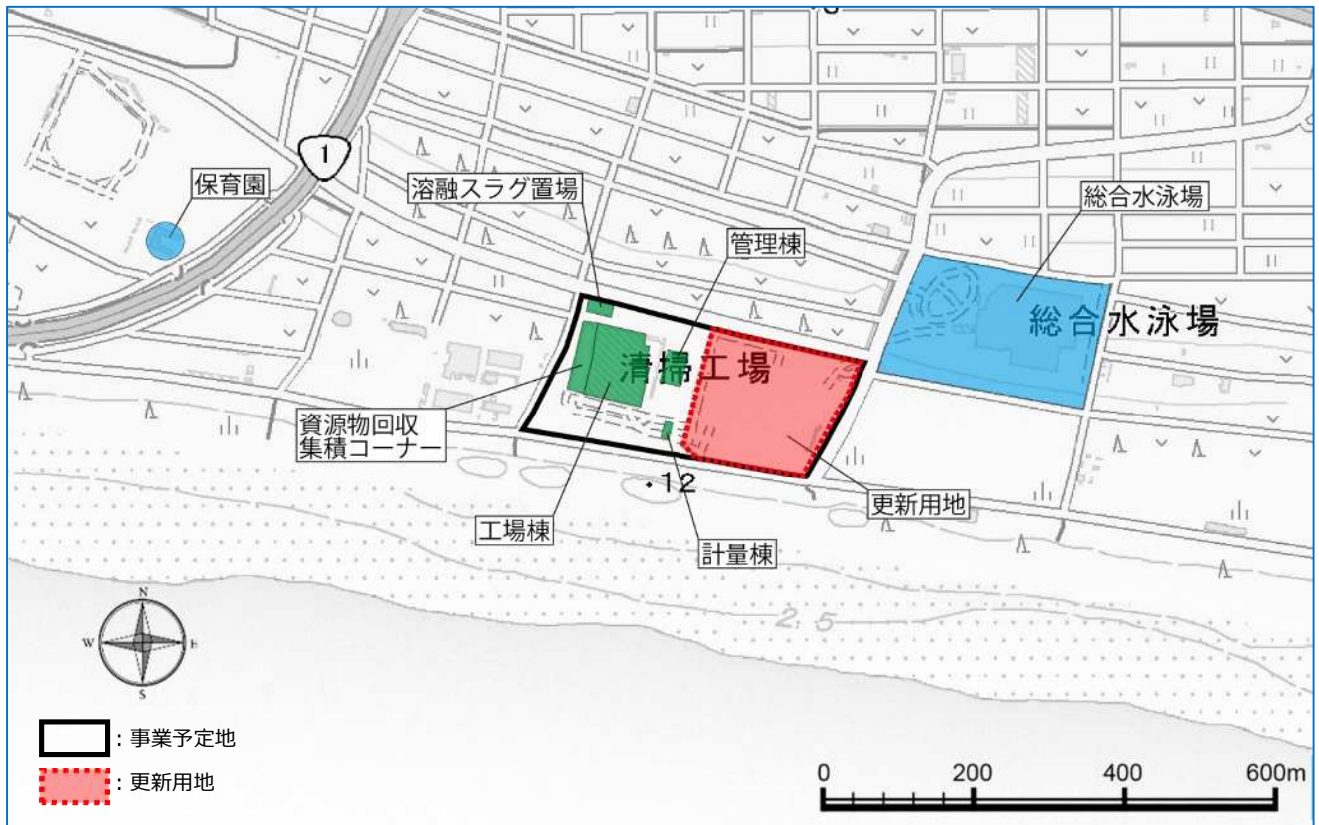 1
保育園
溶融スラグ置場
管理棟
総合水泳場
総合水泳場
清掃工場
資源物回収
集積コーナー
・12
更新用地
工場棟
計量棟
25
N
W
E
S
：事業予定地
：更新用地
0 200 400 600m